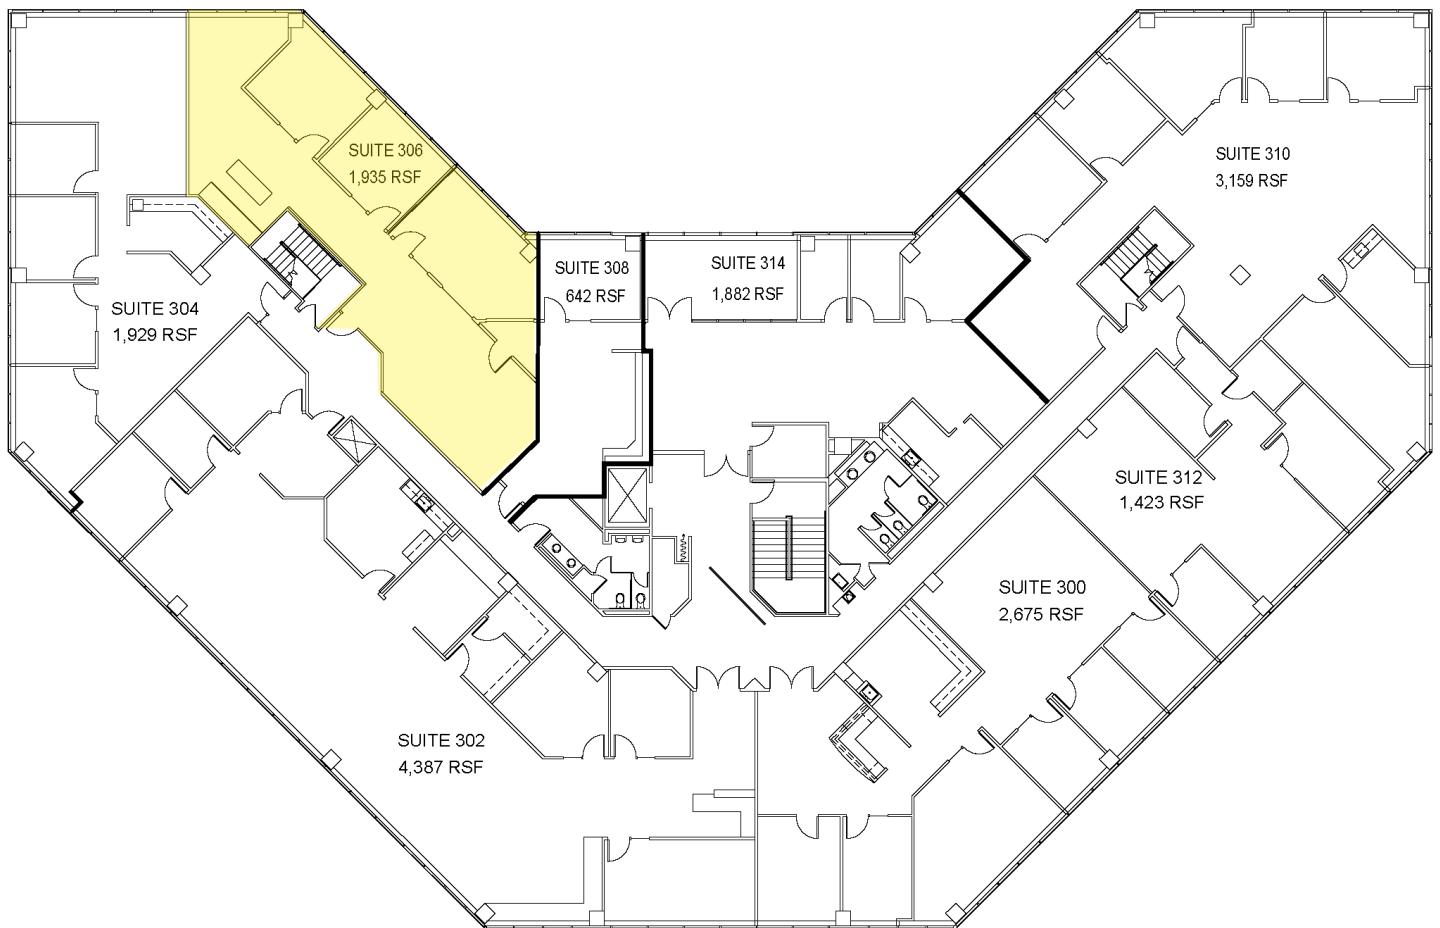 SUITE 306
1,935 RSF
SUITE 310
3,159 RSF
SUITE 308
642 RSF
SUITE 314
1,882 RSF
SUITE 304
1,929 RSF
SUITE 312
1,423 RSF
SUITE 300
2,675 RSF
SUITE 302
4,387 RSF